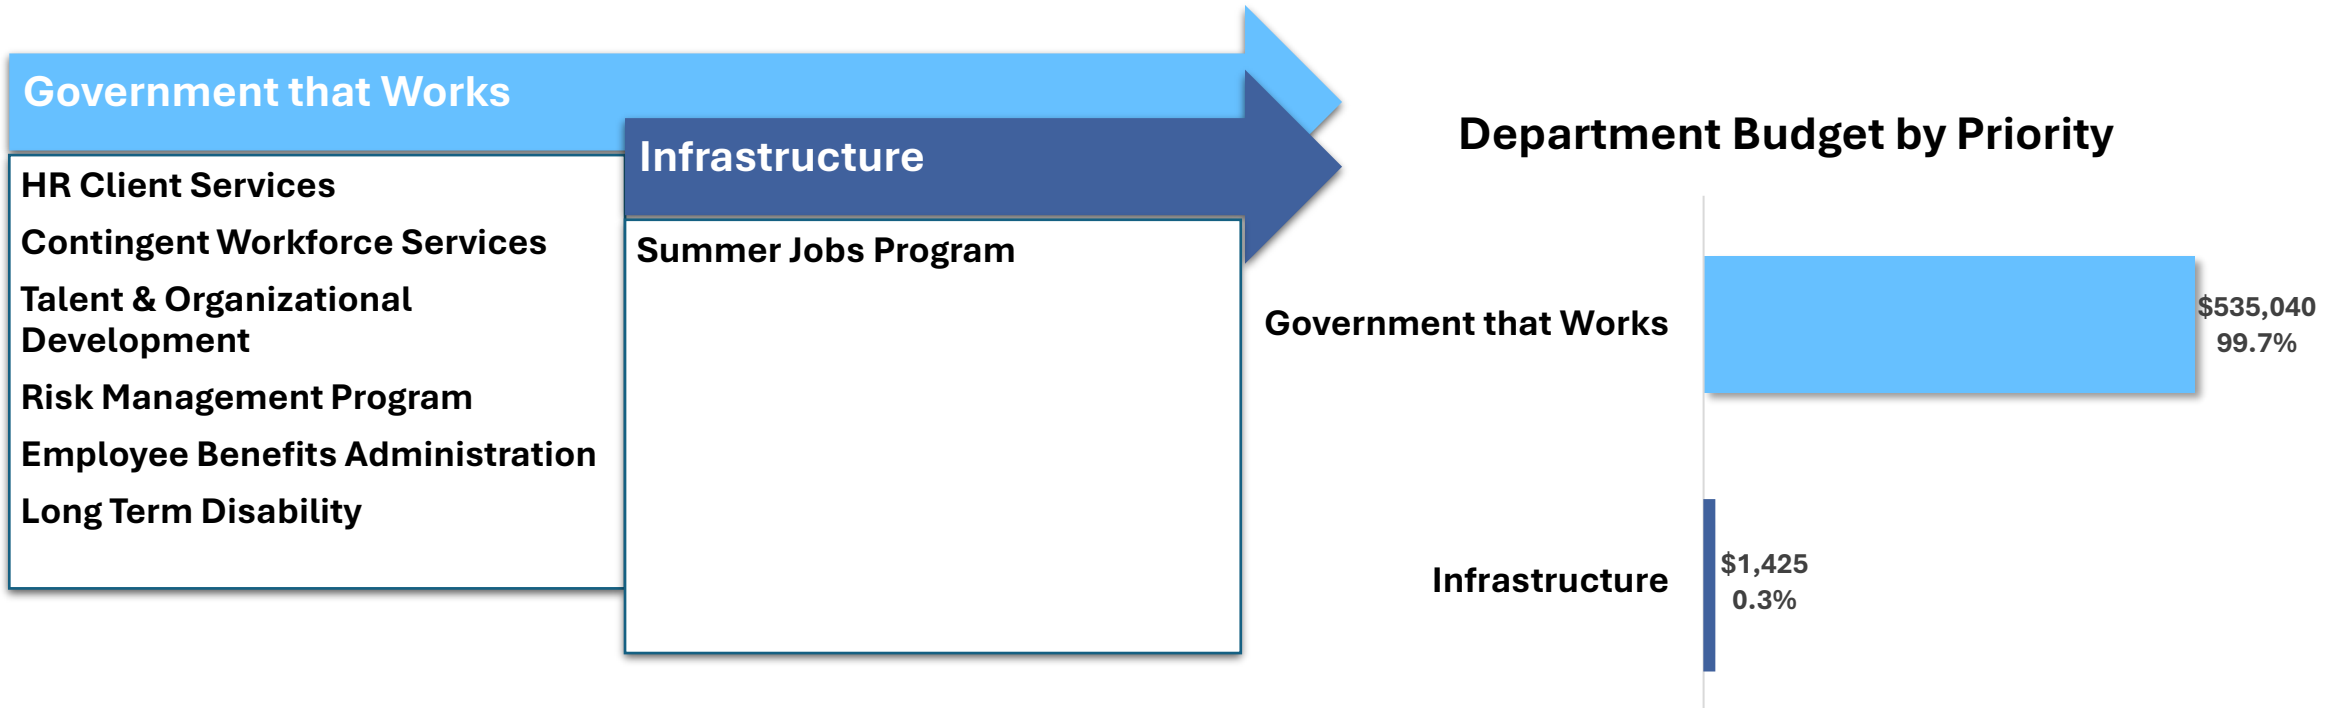 Government that Works
HR Client Services
Contingent Workforce Services
Talent & Organizational
Development
Risk Management Program
Employee Benefits Administration
Long Term Disability
Infrastructure
Summer Jobs Program
Department Budget by Priority
Government that Works
$535,040
99.7%
Infrastructure
$1,425
0.3%